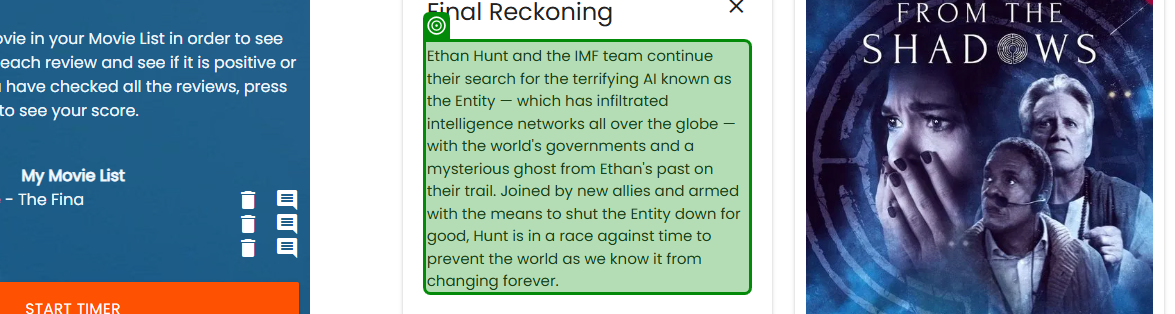 ovie in your Movie List in order to see
each review and see if it is positive or
have checked all the reviews, press
to see your score.
My Movie List
- The Fina
START TIMER
Final Reckoning
Ethan Hunt and the IMF team continue
their search for the terrifying AI known as
the Entity — which has infiltrated
intelligence networks all over the globe —
with the world's governments and a
mysterious ghost from Ethan's past on
their trail. Joined by new allies and armed
with the means to shut the Entity down for
good, Hunt is in a race against time to
prevent the world as we know it from
changing forever.
FROM THE
SHADOWS